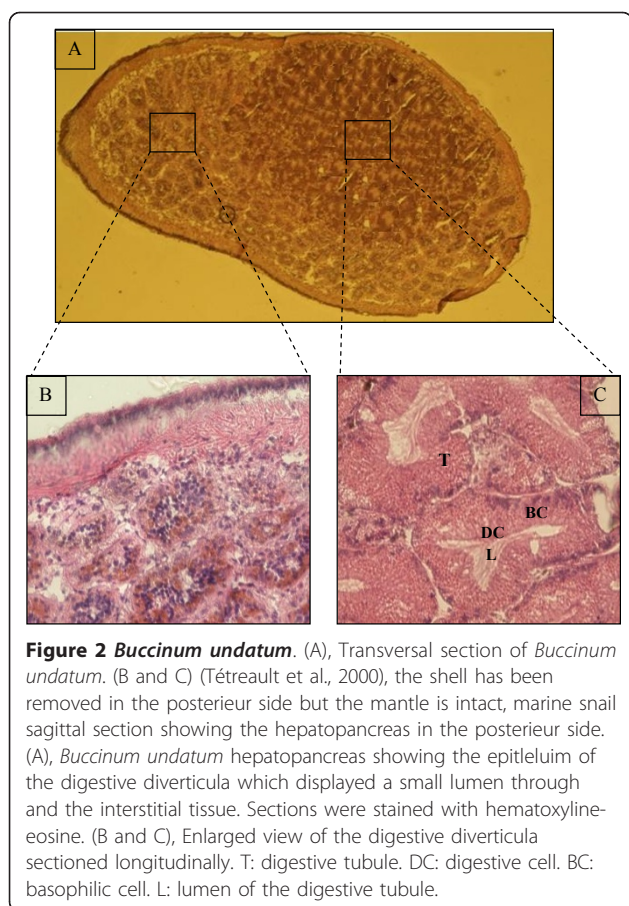 A
B
C
T
BC
DC
L
Figure 2 Buccinum undatum. (A), Transversal section of Buccinum
undatum. (B and C) (Tétreault et al., 2000), the shell has been
removed in the posterieur side but the mantle is intact, marine snail
sagittal section showing the hepatopancreas in the posterieur side.
(A), Buccinum undatum hepatopancreas showing the epitleluim of
the digestive diverticula which displayed a small lumen through
and the interstitial tissue. Sections were stained with hematoxyline-
eosine. (B and C), Enlarged view of the digestive diverticula
sectioned longitudinally. T: digestive tubule. DC: digestive cell. BC:
basophilic cell. L: lumen of the digestive tubule.